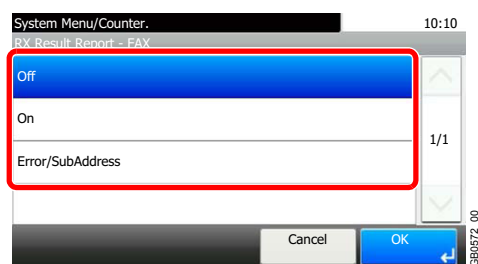 System Menu/Counter. 10:10
RX Result Report - FAX
Off
On
1/1
Error/SubAddress
Cancel OK
GB0572_00